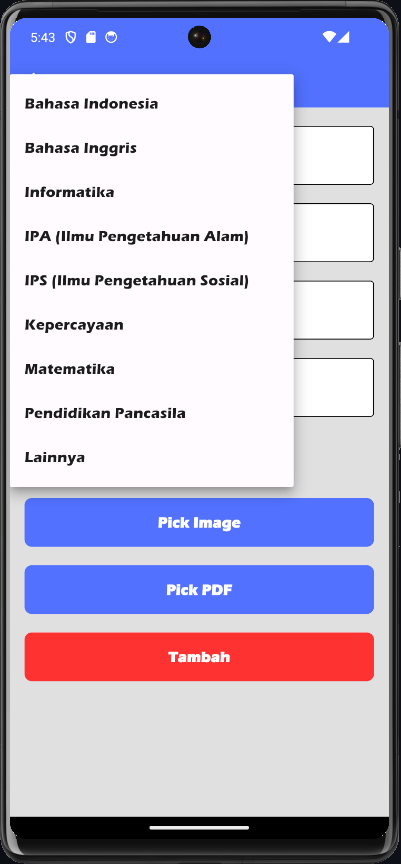 5:43
Bahasa Indonesia
Bahasa Inggris
Informatika
IPA (Ilmu Pengetahuan Alam)
IPS (Ilmu Pengetahuan Sosial)
Kepercayaan
Matematika
Pendidikan Pancasila
Lainnya
Pick Image
Pick PDF
Tambah